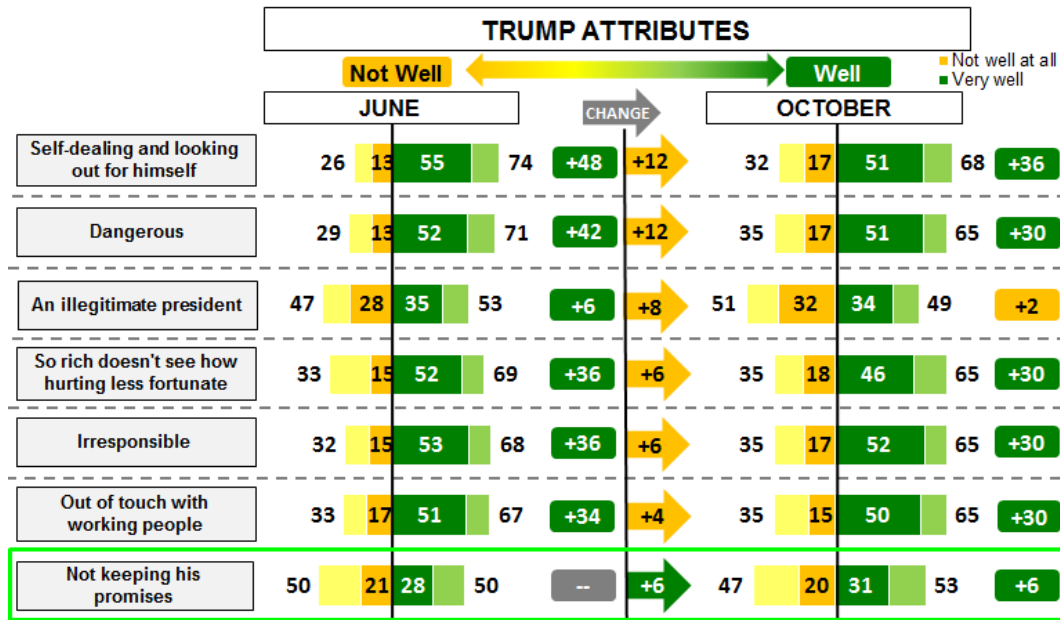 TRUMP ATTRIBUTES
Not Well
Well
Not well at all
Very well
JUNE
CHANGE
OCTOBER
Self-dealing and looking
out for himself
26 13 55 74 +48 +12 32 17 51 68 +36
Dangerous
29 13 52 71 +42 +12 35 17 51 65 +30
An illegitimate president
47 28 35 53 +6 +8 51 32 34 49 +2
So rich doesn't see how
hurting less fortunate
33 15 52 69 +36 +6 35 18 46 65 +30
Irresponsible
32 15 53 68 +36 +6 35 17 52 65 +30
Out of touch with
working people
33 17 51 67 +34 +4 35 15 50 65 +30
Not keeping his
promises
50 21 28 50 -- +6 47 20 31 53 +6